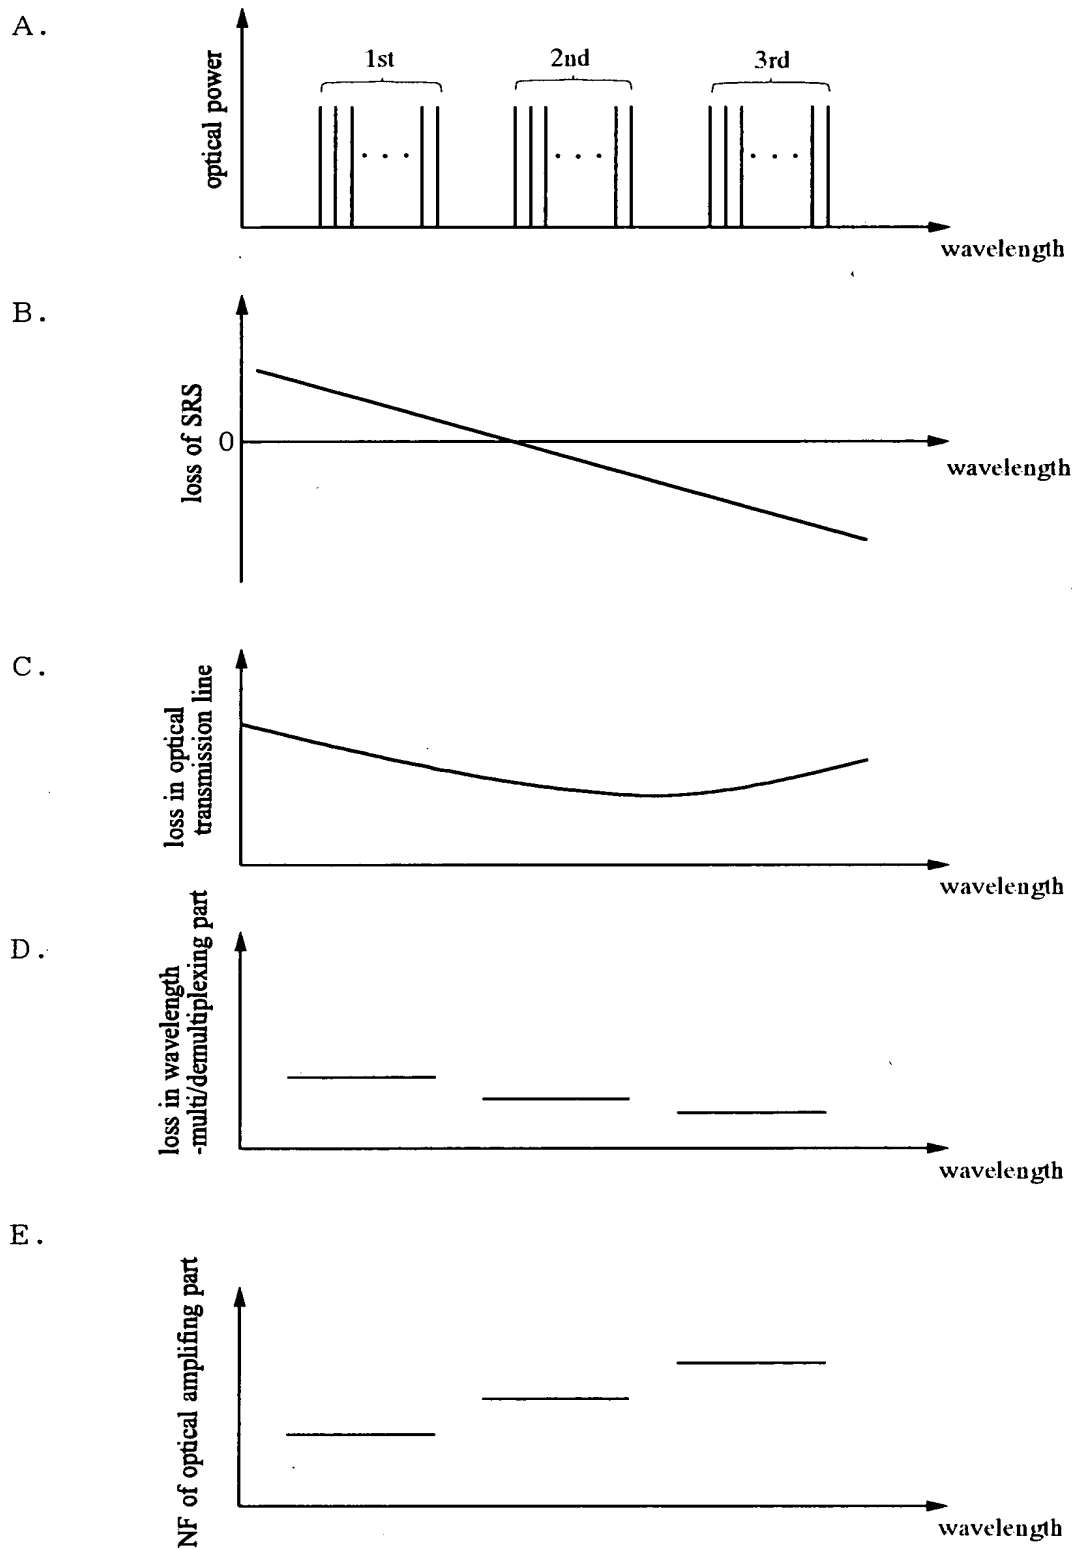 A.
optical power
1st
2nd
3rd
. . .
. . .
. . .
wavelength
B.
loss of SRS
0
wavelength
C.
loss in optical
transmission line
wavelength
D.
loss in wavelength
-multi/demultiplexing part
wavelength
E.
NF of optical amplifing part
wavelength